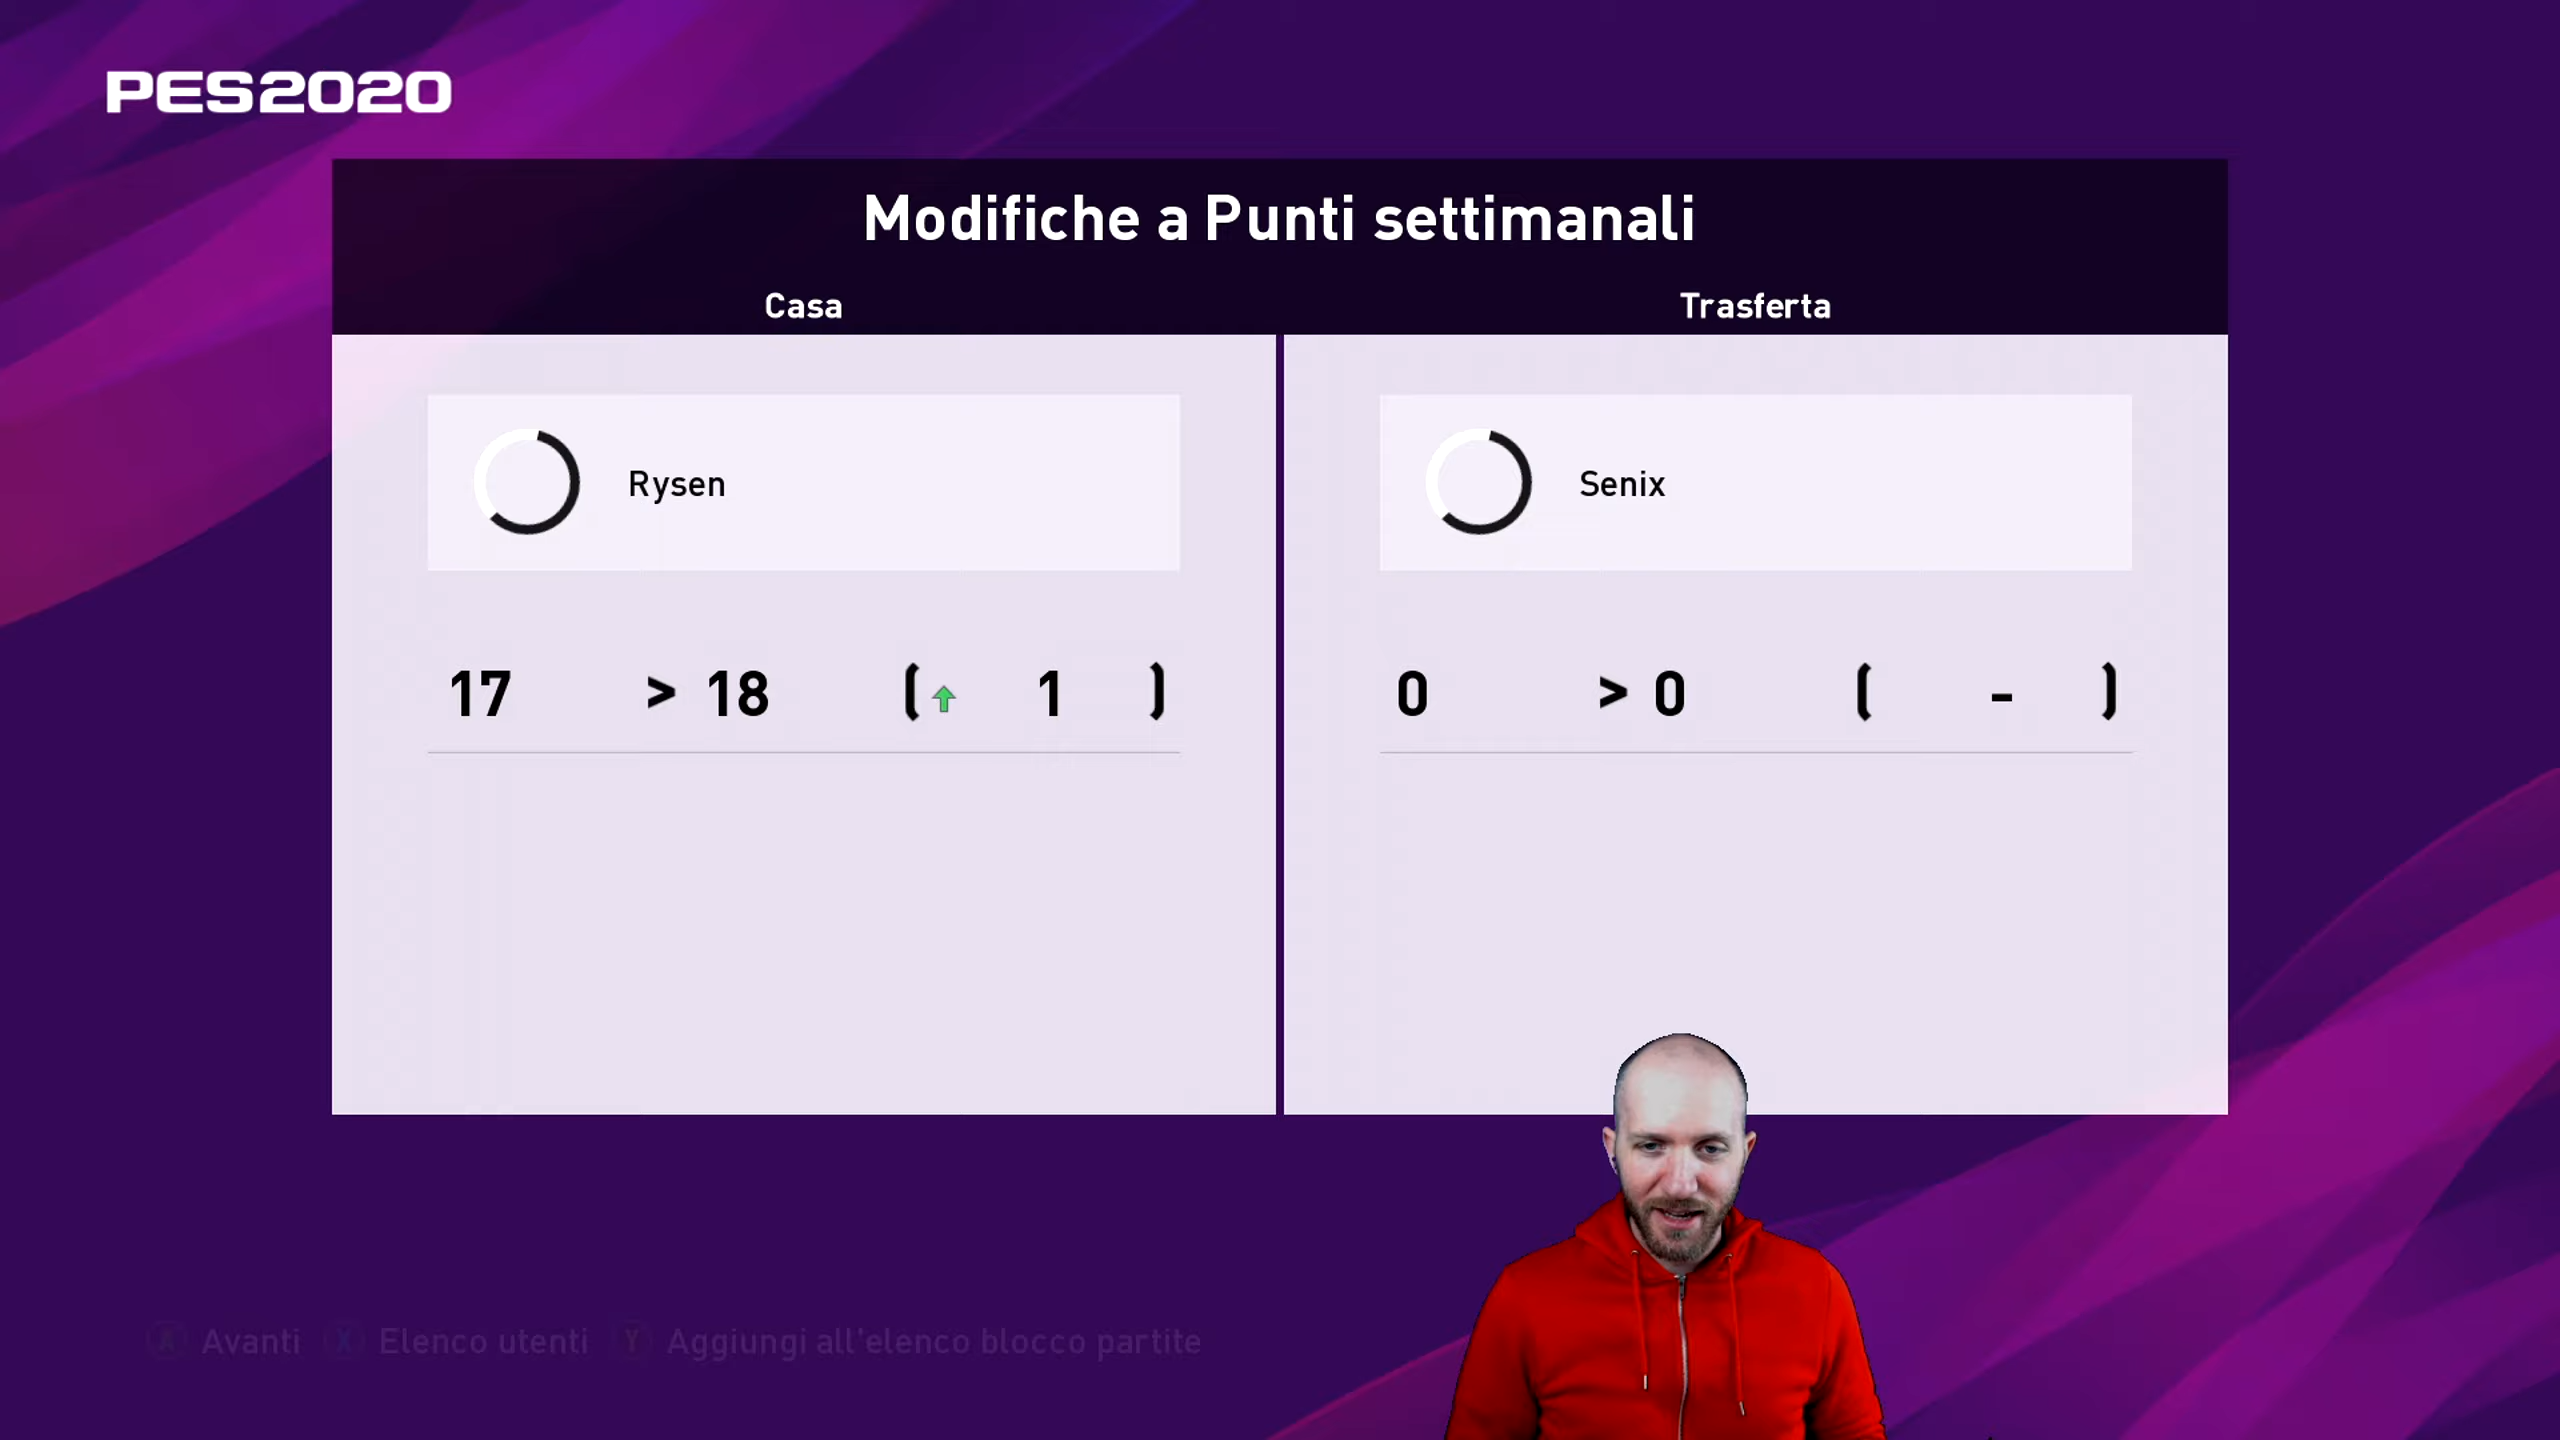 PES2020
Modifiche a Punti settimanali
Casa
Trasferta
Rysen
Senix
17 > 18 ( 1 )
0 > 0 ( - )
A Avanti X Elenco utenti Y Aggiungi all'elenco blocco partite